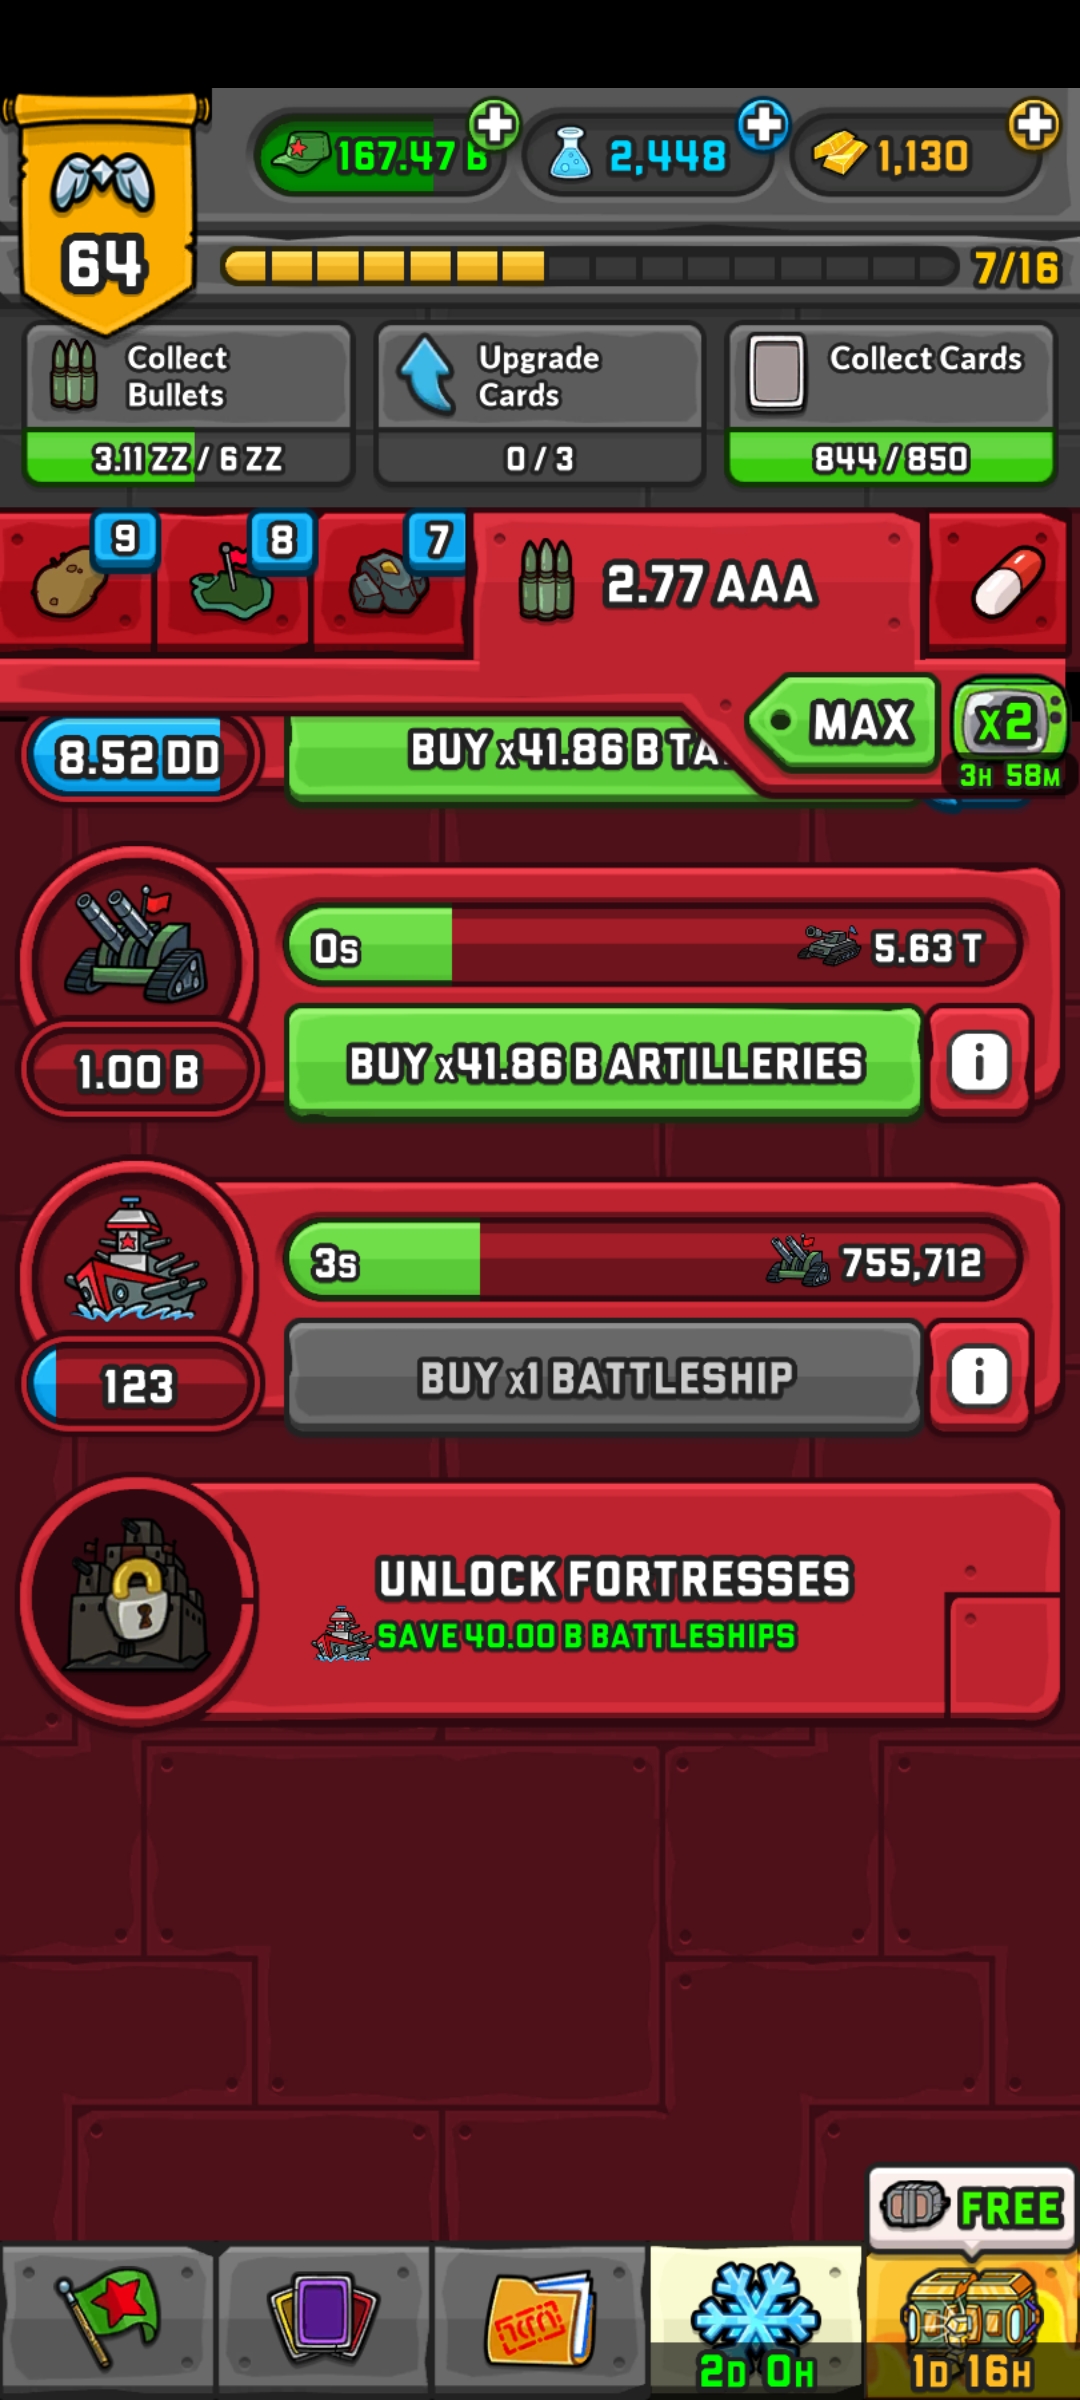 64
167.47 B
2,448
1,130
7/16
Collect
Bullets
3.11 ZZ / 6 ZZ
Upgrade
Cards
0 / 3
Collect Cards
844 / 850
9
8
7
2.77 AAA
MAX
x2
3H 58M
8.52 DD
BUY x41.86 B TA
0s
5.63 T
1.00 B
BUY x41.86 B ARTILLERIES
i
3s
755,712
123
BUY x1 BATTLESHIP
i
UNLOCK FORTRESSES
SAVE 40.00 B BATTLESHIPS
FREE
2D 0H
1D 16H